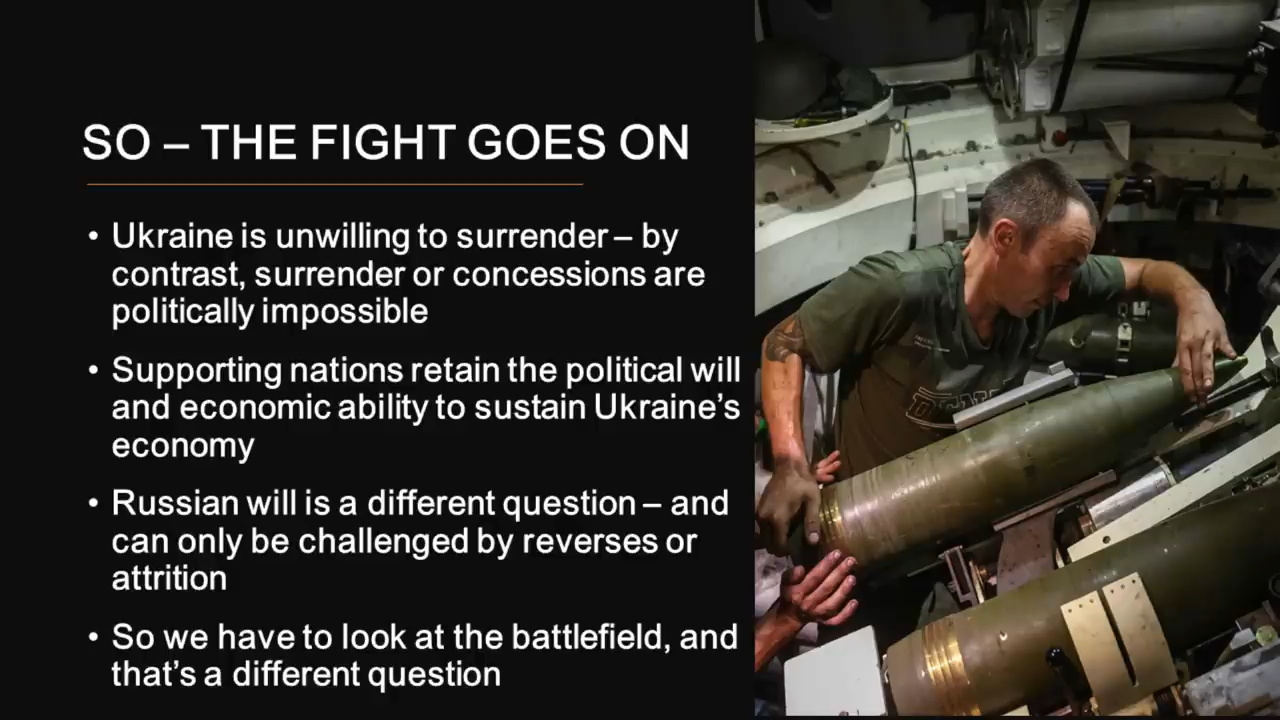 SO – THE FIGHT GOES ON
• Ukraine is unwilling to surrender – by
contrast, surrender or concessions are
politically impossible
• Supporting nations retain the political will
and economic ability to sustain Ukraine's
economy
• Russian will is a different question – and
can only be challenged by reverses or
attrition
• So we have to look at the battlefield, and
that's a different question